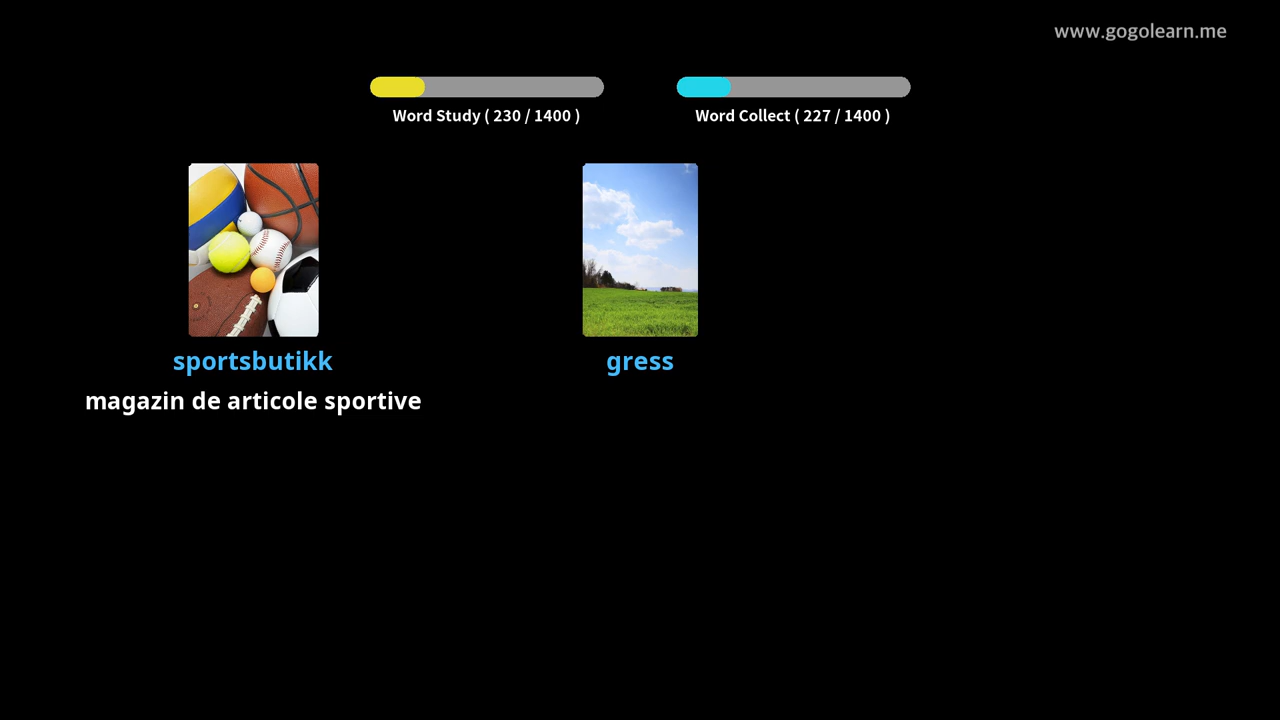 www.gogolearn.me
Word Study ( 230 / 1400 )
Word Collect ( 227 / 1400 )
sportsbutikk
gress
magazin de articole sportive